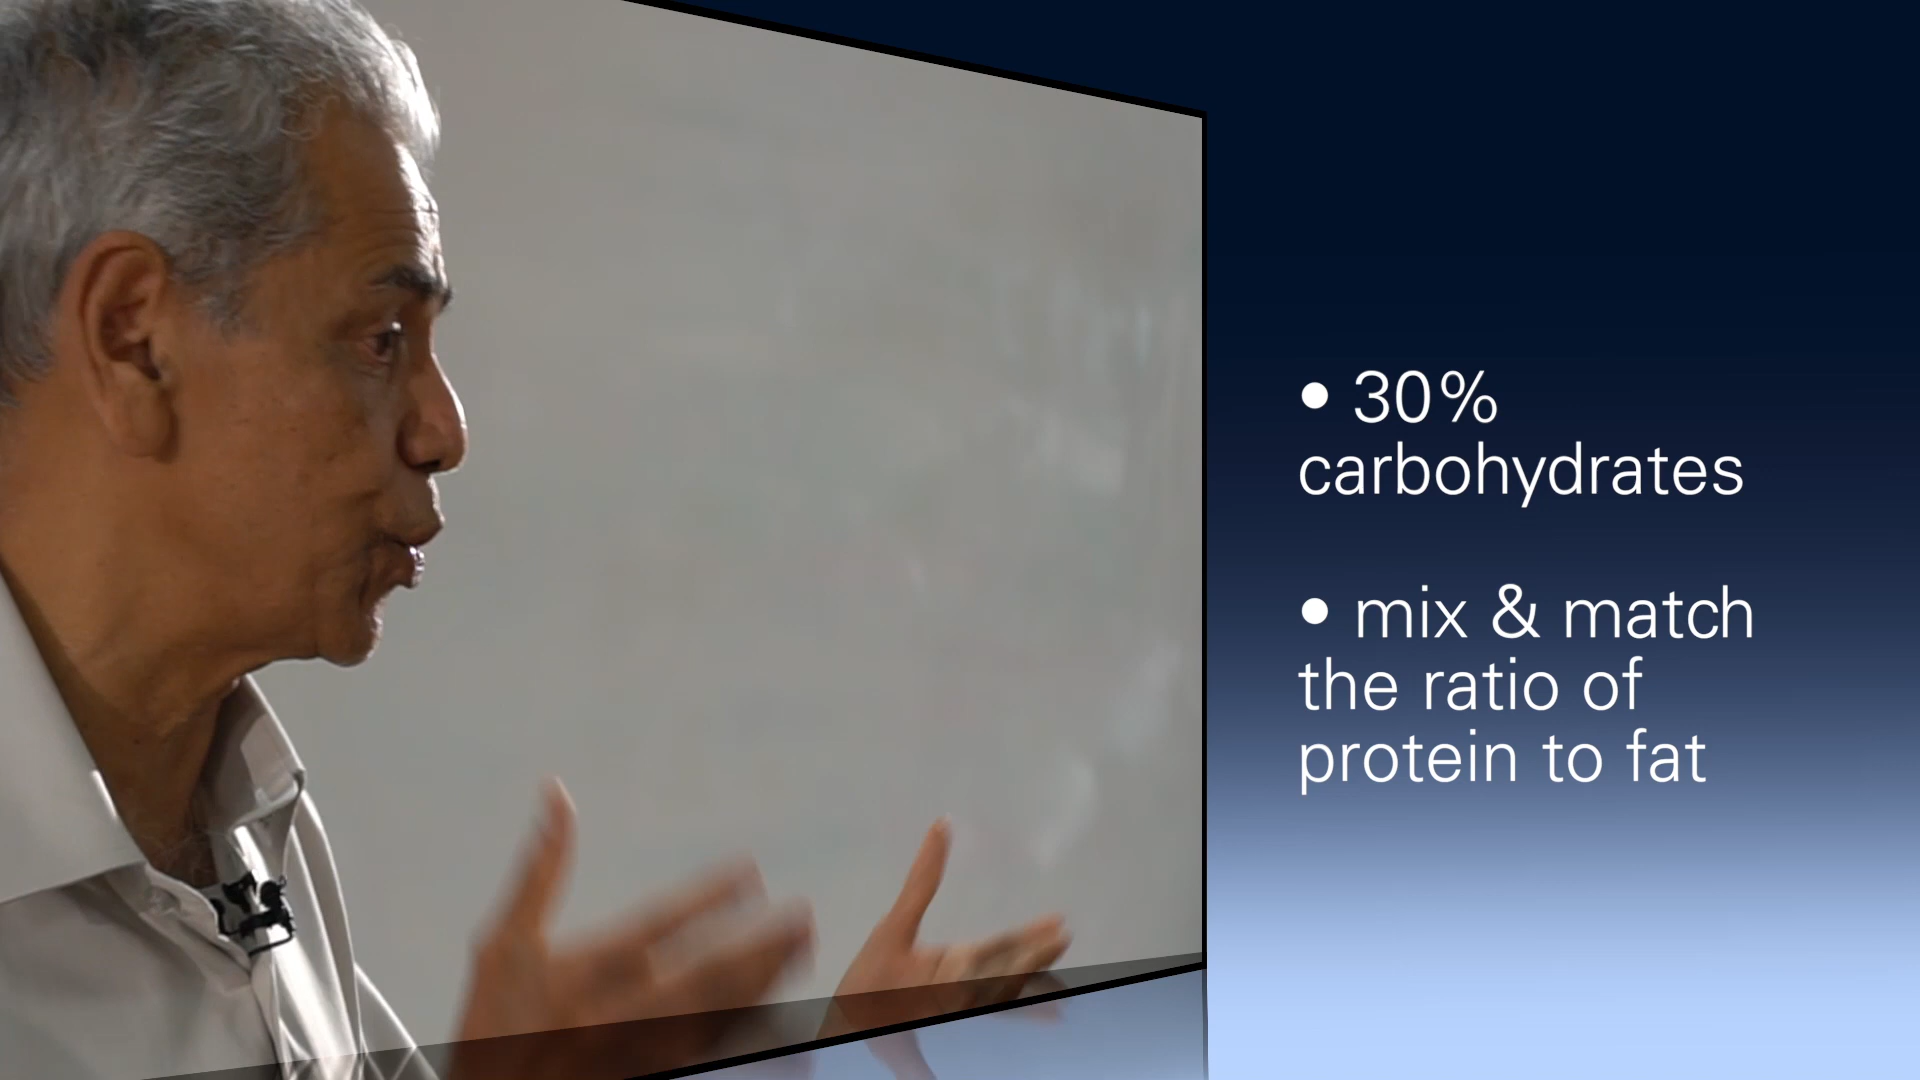 • 30%
carbohydrates
• mix & match
the ratio of
protein to fat